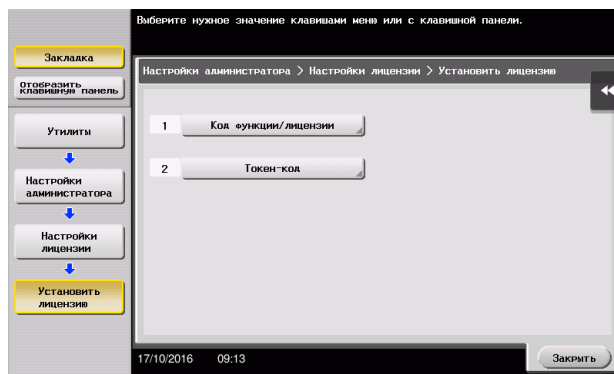 Выберите нужное значение клавишами меню или с клавишной панели.
Закладка
Отобразить
клавишную панель
Настройки администратора > Настройки лицензии > Установить лицензию
1 Код функции/лицензии
Утилиты
2 Токен-код
Настройки
администратора
Настройки
лицензии
Установить
лицензию
17/10/2016 09:13
Закрыть